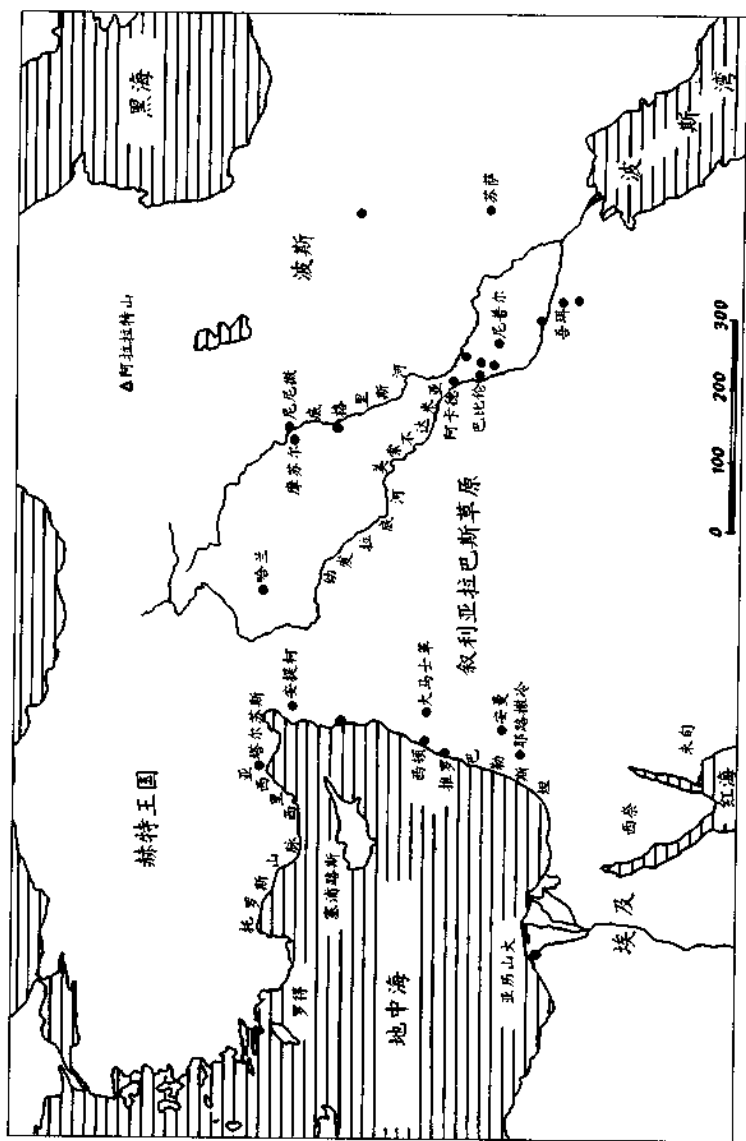 黑海
阿拉拉特山
波斯
苏萨
波斯湾
赫特王国
哈兰
尼尼微
摩苏尔
底格里斯河
美索不达米亚
幼发拉底河
阿卡德
巴比伦
尼普尔
吾珥
叙利亚拉巴斯草原
托罗斯山脉
西里西亚
塔尔苏斯
安提柯
罗得
塞浦路斯
地中海
西顿
大马士革
推罗
巴勒斯坦
安曼
耶路撒冷
亚历山大
埃及
西奈
米甸
红海
0 100 200 300